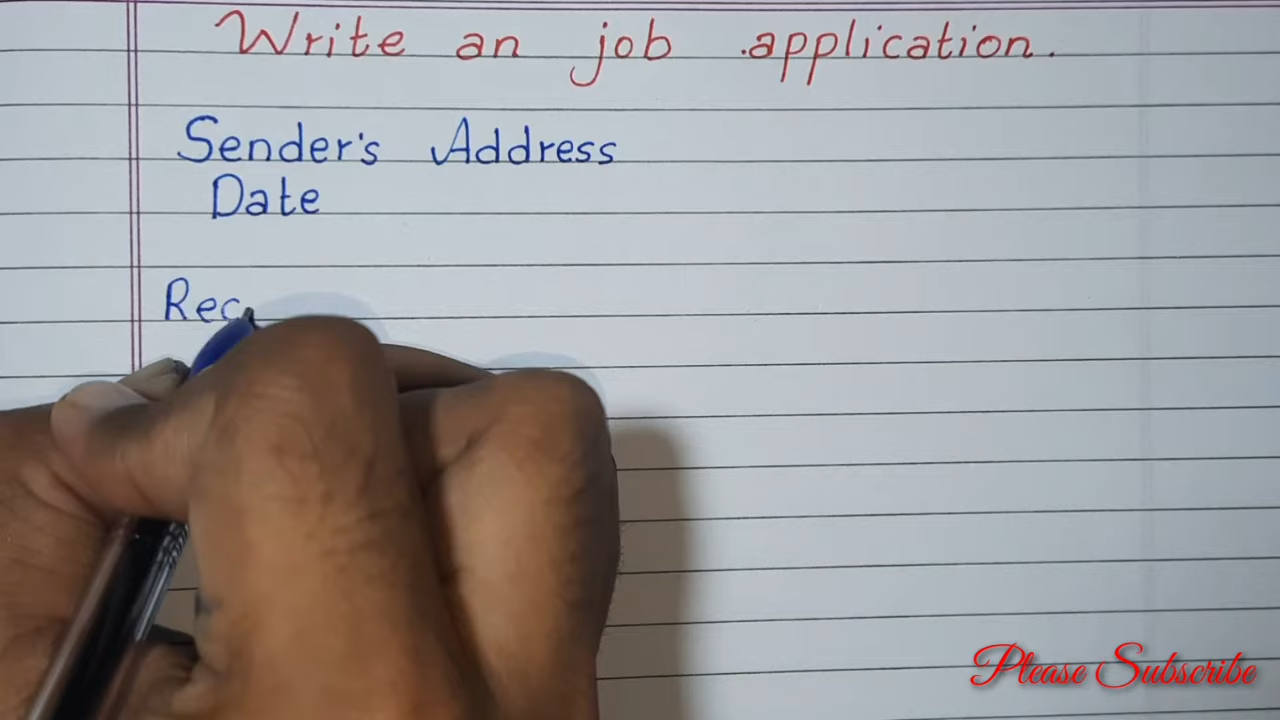 Write an job application.
Sender's Address
Date
Rec
Please Subscribe